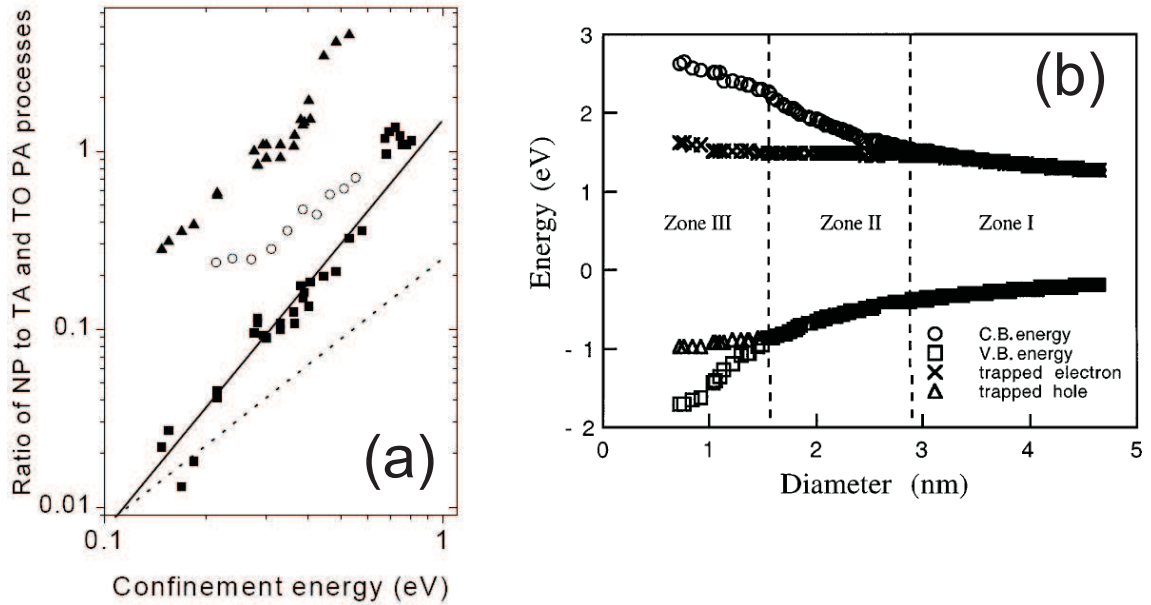 Ratio of NP to TA and TO PA processes
1
0.1
0.01
0.1
1
Confinement energy (eV)
(a)
Energy (eV)
3
2
1
0
- 1
- 2
0
1
2
3
4
5
Diameter (nm)
(b)
Zone III
Zone II
Zone I
C.B. energy
V.B. energy
trapped electron
trapped hole